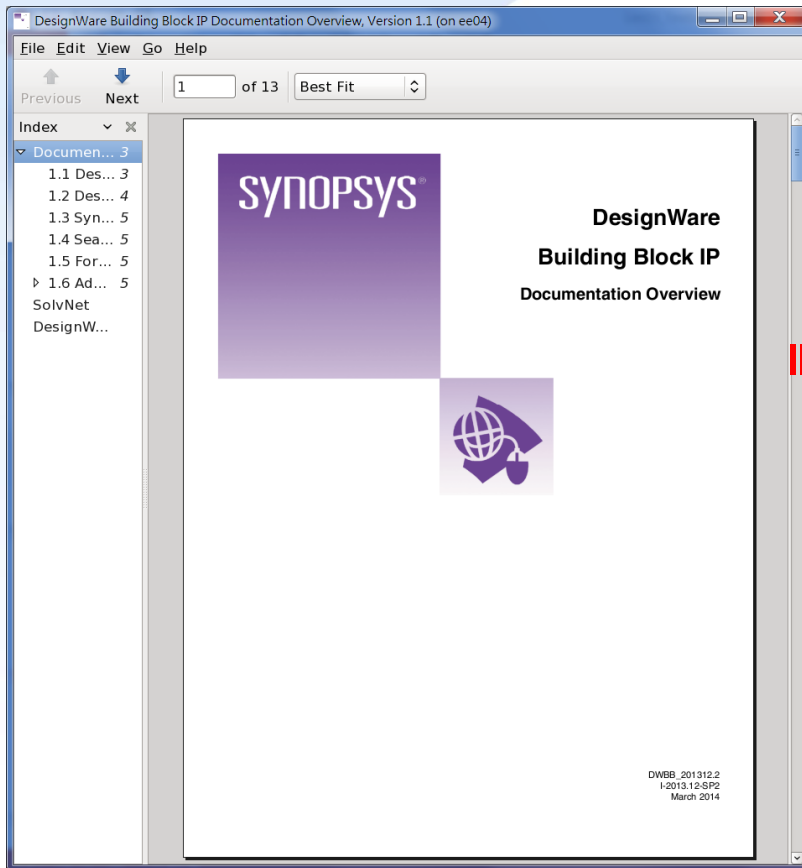 DesignWare Building Block IP Documentation Overview, Version 1.1 (on ee04)
File Edit View Go Help
Previous Next 1 of 13 Best Fit
Index
Documen... 3
1.1 Des... 3
1.2 Des... 4
1.3 Syn... 5
1.4 Sea... 5
1.5 For... 5
1.6 Ad... 5
SolvNet
DesignW...
SYNOPSYS®
DesignWare
Building Block IP
Documentation Overview
DWBB_201312.2
I-2013.12-SP2
March 2014